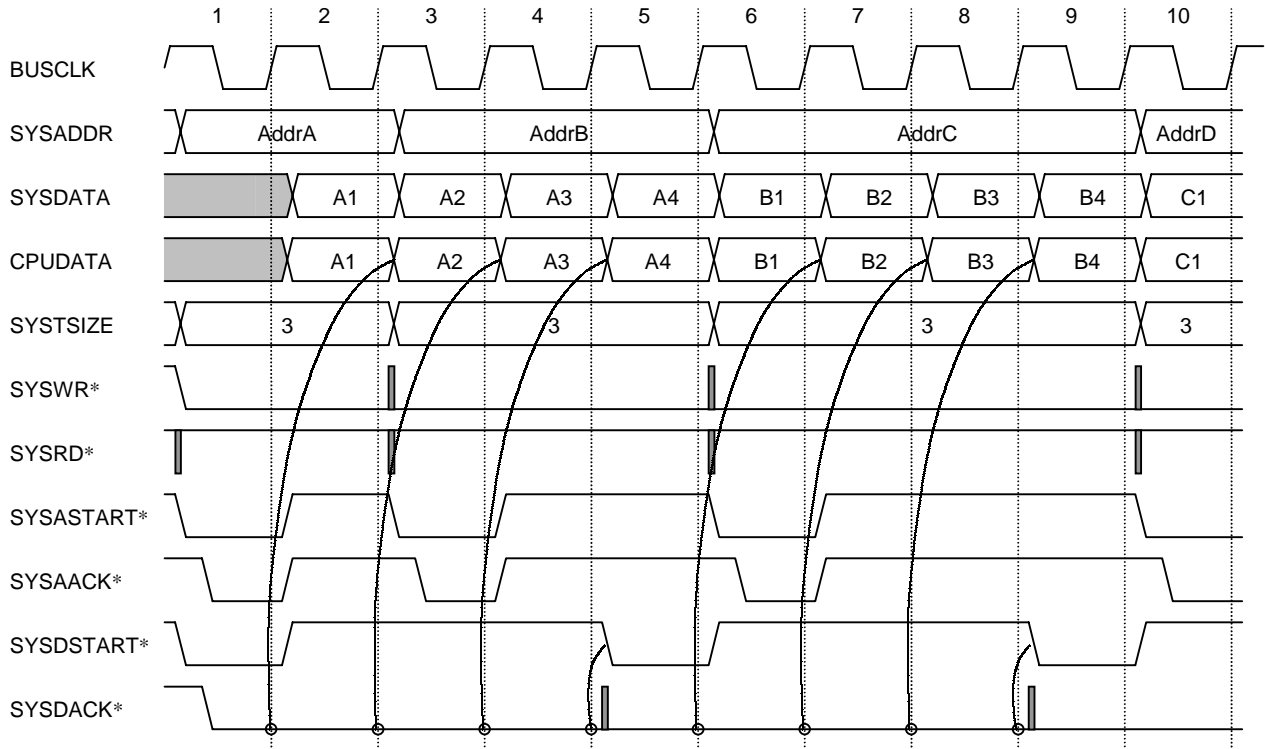 1 2 3 4 5 6 7 8 9 10
BUSCLK
SYSADDR AddrA AddrB AddrC AddrD
SYSDATA A1 A2 A3 A4 B1 B2 B3 B4 C1
CPUDATA A1 A2 A3 A4 B1 B2 B3 B4 C1
SYSTSIZE 3 3 3 3
SYSWR*
SYSRD*
SYSASTART*
SYSAACK*
SYSDSTART*
SYSDACK*